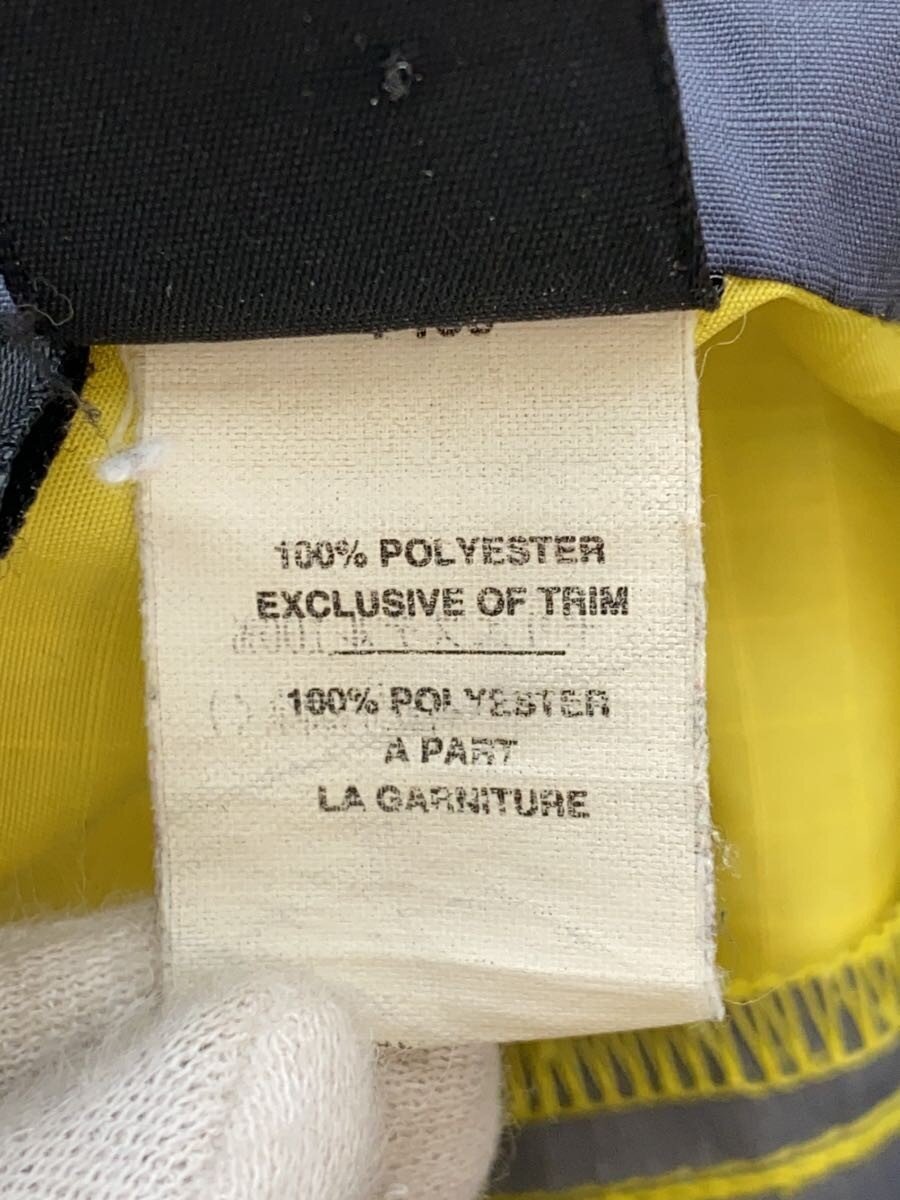 100% POLYESTER
EXCLUSIVE OF TRIM
100% POLYESTER
A PART
LA GARNITURE